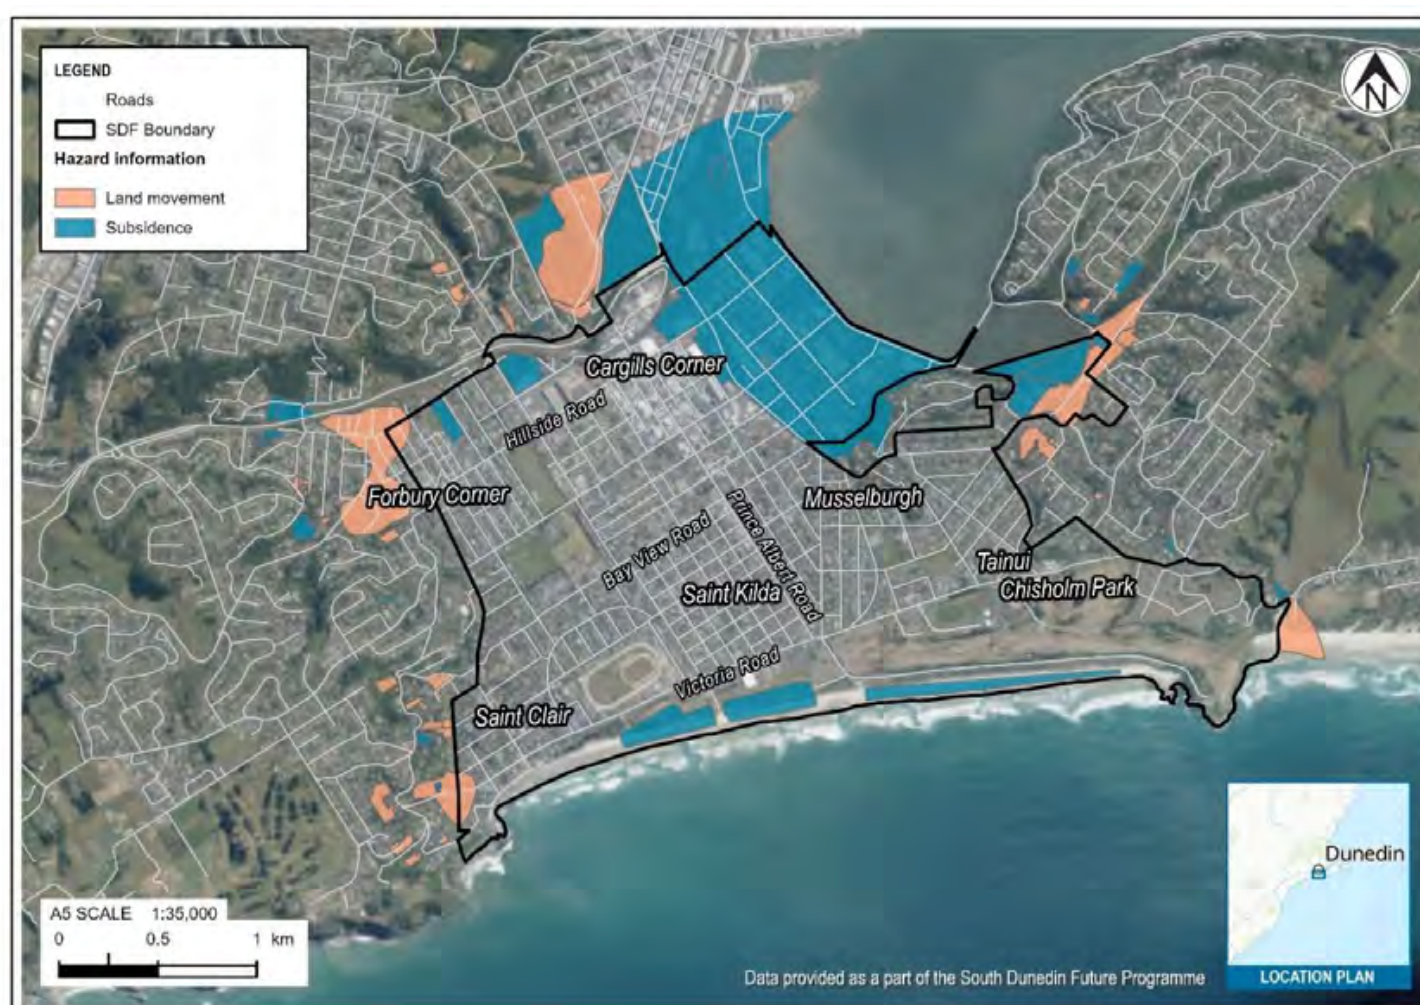 LEGEND
Roads
SDF Boundary
Hazard information
Land movement
Subsidence
N
Cargills Corner
Hillside Road
Forbury Corner
Musselburgh
Prince Albert Road
Bay View Road
Tainui
Saint Kilda
Chisholm Park
Victoria Road
Saint Clair
Dunedin
A5 SCALE 1:35,000
0 0.5 1 km
Data provided as a part of the South Dunedin Future Programme
LOCATION PLAN